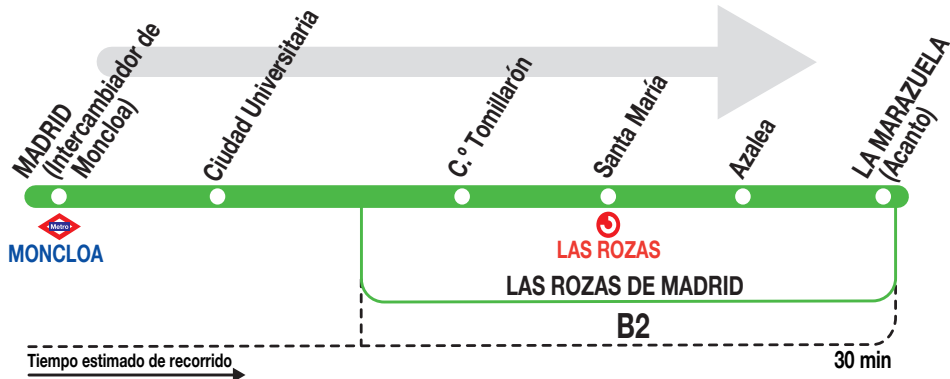 MADRID
(Intercambiador de
Moncloa)
Ciudad Universitaria
C.º Tomillarón
Santa María
Azalea
LA MARAZUELA
(Acanto)
Metro
MONCLOA
LAS ROZAS
LAS ROZAS DE MADRID
B2
Tiempo estimado de recorrido
30 min